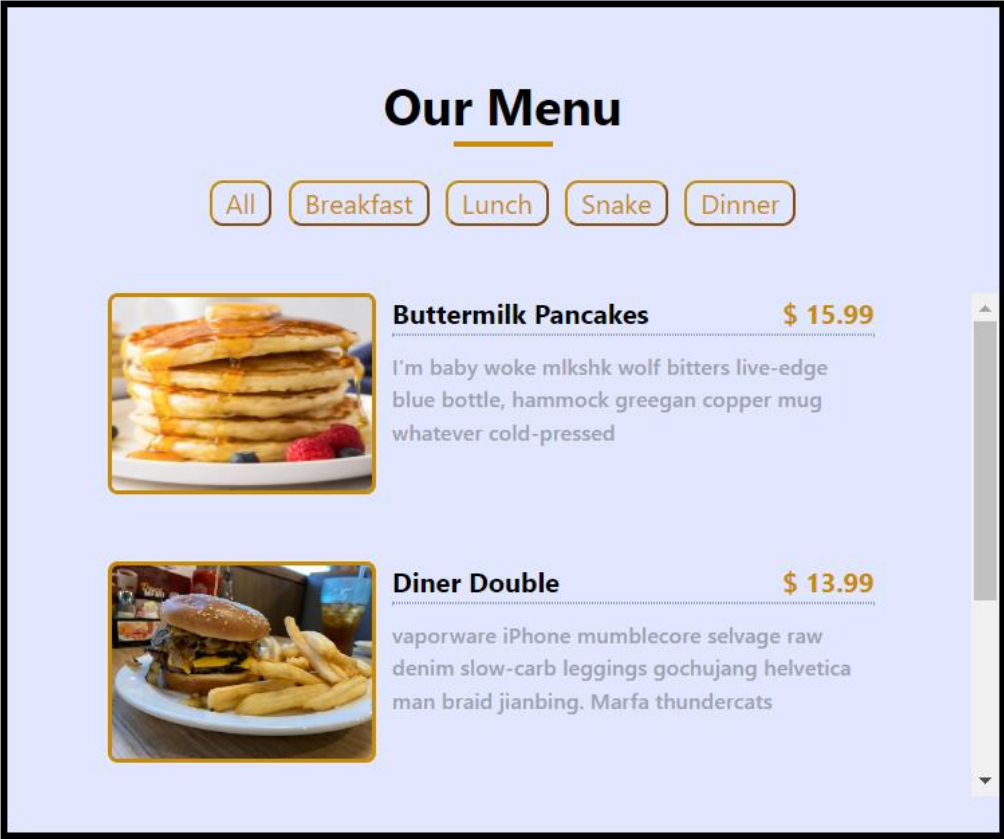 Our Menu
All Breakfast Lunch Snake Dinner
Buttermilk Pancakes $ 15.99
I'm baby woke mlkshk wolf bitters live-edge
blue bottle, hammock greegan copper mug
whatever cold-pressed
Diner Double $ 13.99
vaporware iPhone mumblecore selvage raw
denim slow-carb leggings gochujang helvetica
man braid jianbing. Marfa thundercats